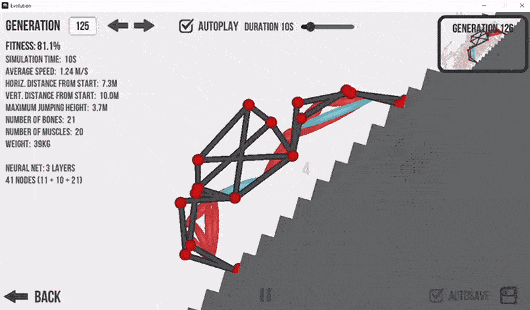 Evolution
GENERATION 125
AUTOPLAY DURATION 10S
GENERATION 126
FITNESS: 81.1%
SIMULATION TIME: 10S
AVERAGE SPEED: 1.24 M/S
HORIZ. DISTANCE FROM START: 7.3M
VERT. DISTANCE FROM START: 10.0M
MAXIMUM JUMPING HEIGHT: 3.7M
NUMBER OF BONES: 21
NUMBER OF MUSCLES: 20
WEIGHT: 39KG
NEURAL NET: 3 LAYERS
41 NODES (11 + 10 + 21)
4
BACK
AUTOSAVE